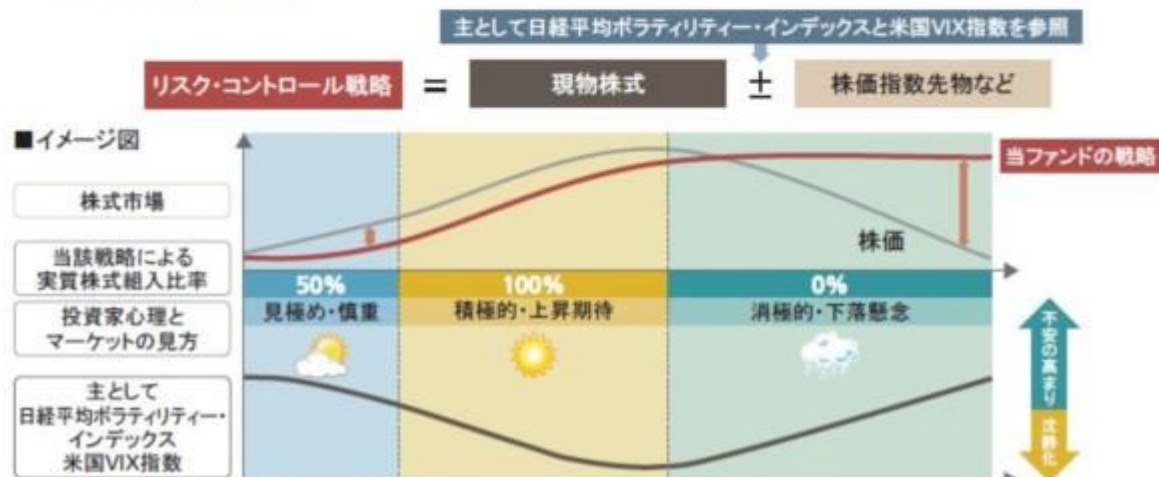 主として日経平均ボラティリティー・インデックスと米国VIX指数を参照
リスク・コントロール戦略 = 現物株式 ± 株価指数先物など
■イメージ図
当ファンドの戦略
株式市場
株価
当該戦略による
実質株式組入比率
50% 100% 0%
投資家心理と
マーケットの見方
見極め・慎重 積極的・上昇期待 消極的・下落懸念
主として
日経平均ボラティリティー・
インデックス
米国VIX指数
不安の高まり
沈静化